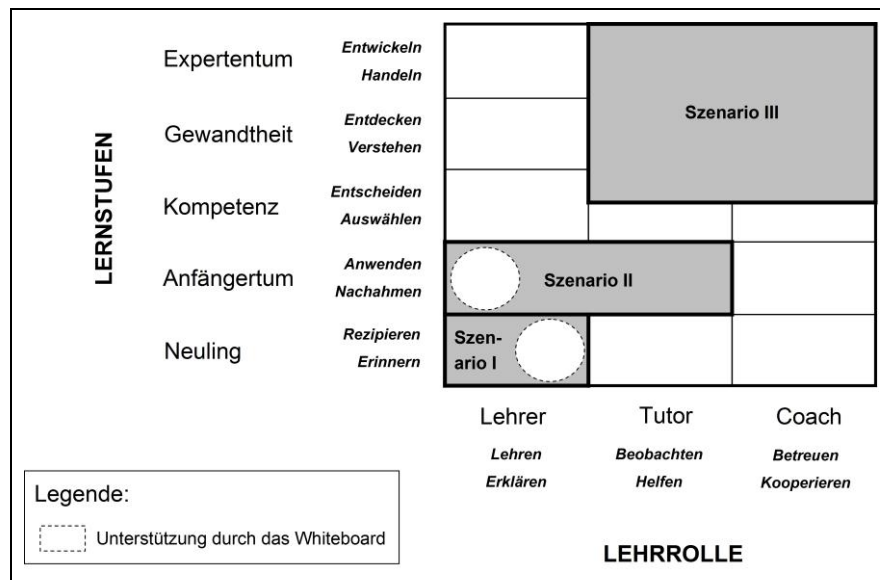 LERNSTUFEN
Expertentum
Entwickeln
Handeln
Gewandtheit
Entdecken
Verstehen
Kompetenz
Entscheiden
Auswählen
Anfängertum
Anwenden
Nachahmen
Neuling
Rezipieren
Erinnern
Szenario III
Szenario II
Szen-
ario I
Lehrer
Tutor
Coach
Lehren
Beobachten
Betreuen
Erklären
Helfen
Kooperieren
LEHRROLLE
Legende:
Unterstützung durch das Whiteboard